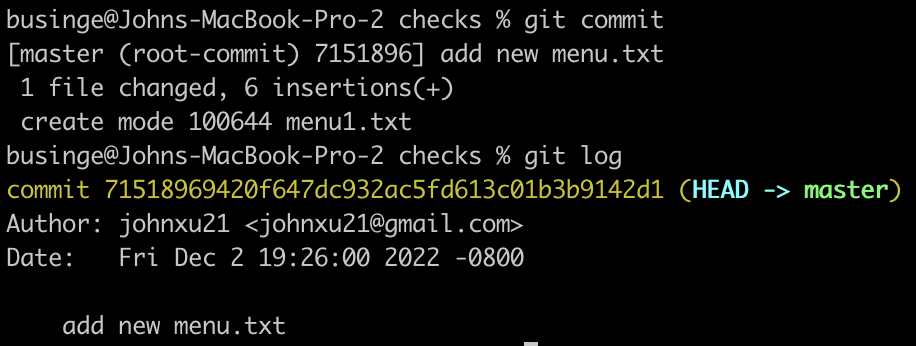 businge@Johns-MacBook-Pro-2 checks % git commit
[master (root-commit) 7151896] add new menu.txt
 1 file changed, 6 insertions(+)
 create mode 100644 menu1.txt
businge@Johns-MacBook-Pro-2 checks % git log
commit 71518969420f647dc932ac5fd613c01b3b9142d1 (HEAD -> master)
Author: johnxu21 <johnxu21@gmail.com>
Date:   Fri Dec 2 19:26:00 2022 -0800
    add new menu.txt